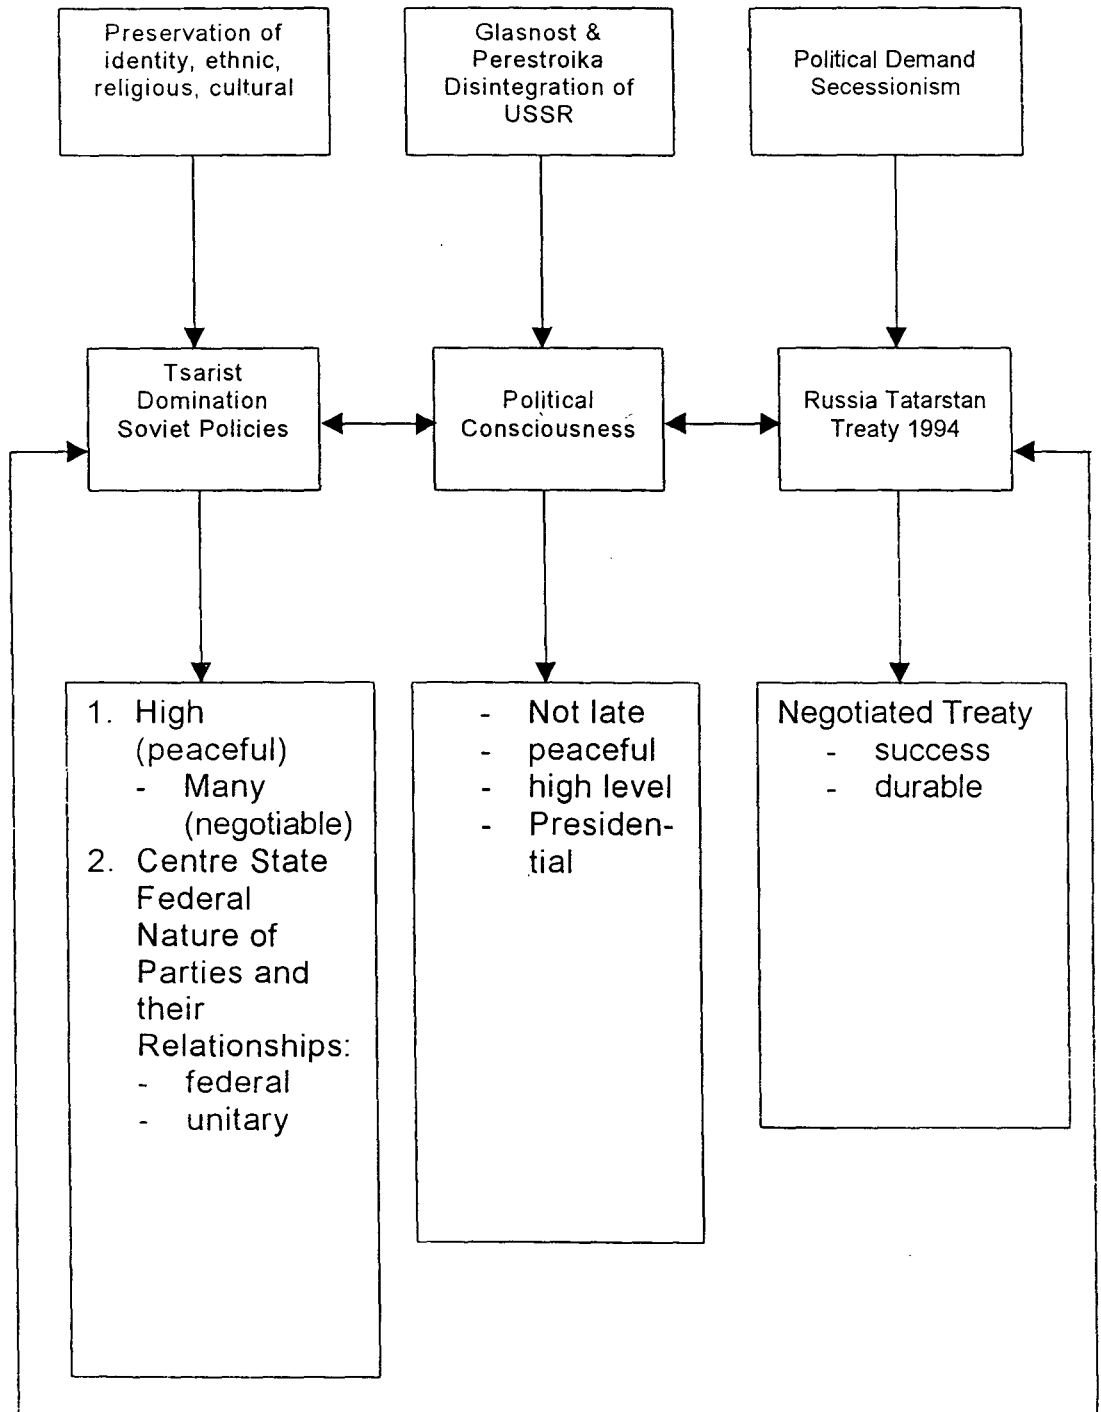 Preservation of
identity, ethnic,
religious, cultural
Glasnost &
Perestroika
Disintegration of
USSR
Political Demand
Secessionism
Tsarist
Domination
Soviet Policies
Political
Consciousness
Russia Tatarstan
Treaty 1994
1. High
(peaceful)
- Many
(negotiable)
2. Centre State
Federal
Nature of
Parties and
their
Relationships:
- federal
- unitary
- Not late
- peaceful
- high level
- Presiden-
tial
Negotiated Treaty
- success
- durable